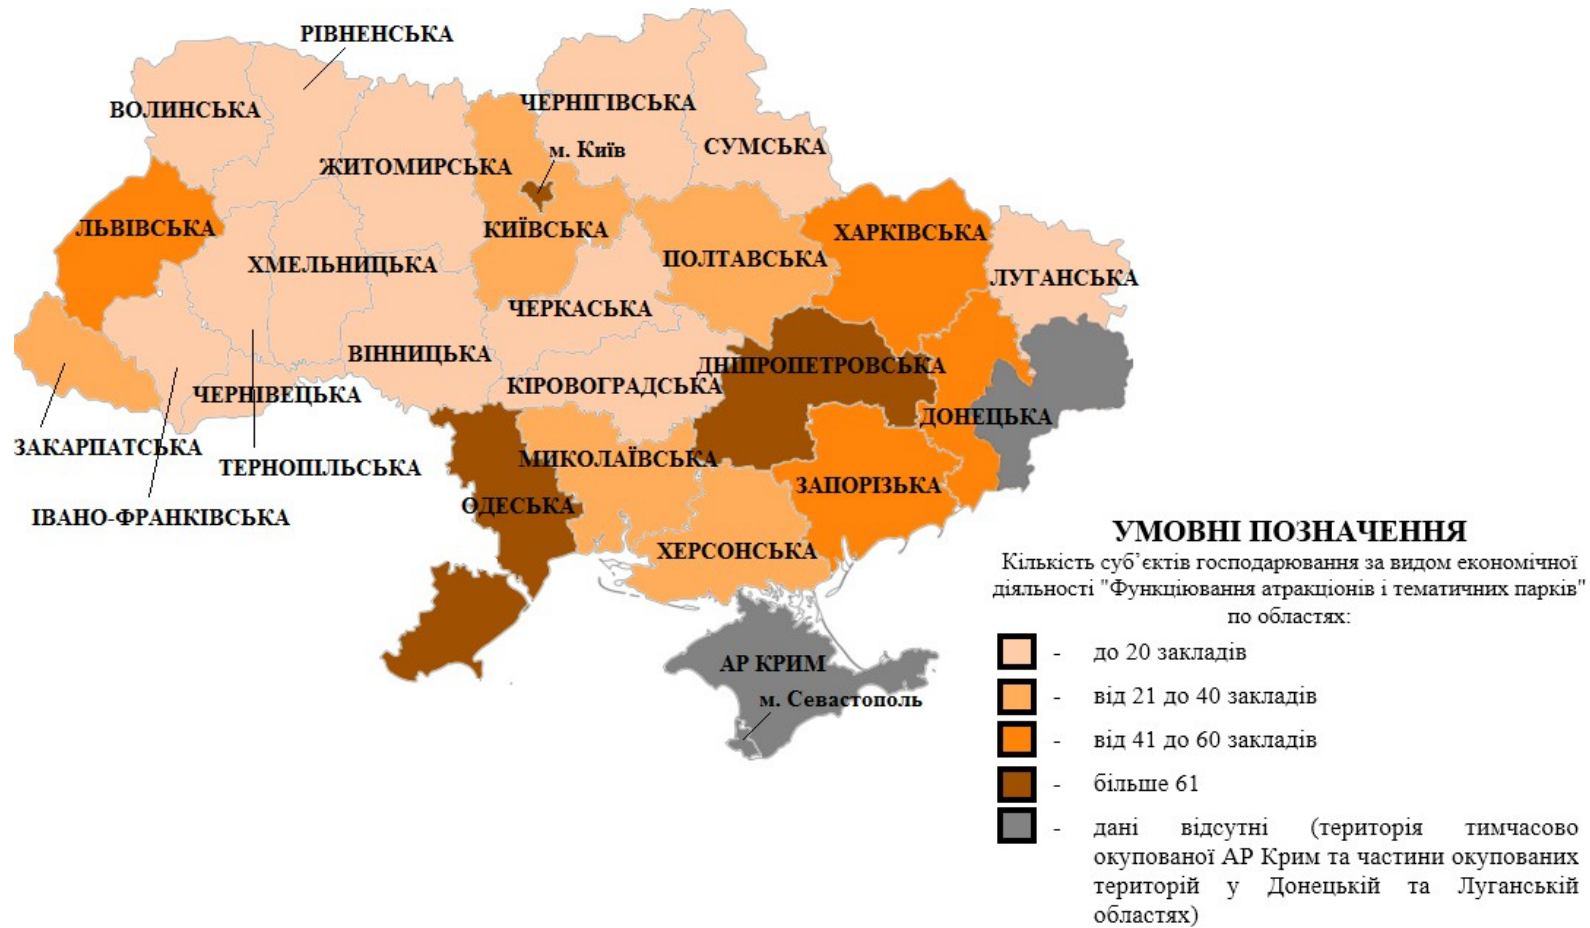 РІВНЕНСЬКА
ВОЛИНСЬКА
ЧЕРНІГІВСЬКА
СУМСЬКА
м. Київ
ЖИТОМИРСЬКА
ЛЬВІВСЬКА
КИЇВСЬКА
ХАРКІВСЬКА
ХМЕЛЬНИЦЬКА
ПОЛТАВСЬКА
ЛУГАНСЬКА
ЧЕРКАСЬКА
ВІННИЦЬКА
ДНІПРОПЕТРОВСЬКА
КІРОВОГРАДСЬКА
ЧЕРНІВЕЦЬКА
ДОНЕЦЬКА
ЗАКАРПАТСЬКА
ТЕРНОПІЛЬСЬКА
МИКОЛАЇВСЬКА
ЗАПОРІЗЬКА
ОДЕСЬКА
ІВАНО-ФРАНКІВСЬКА
ХЕРСОНСЬКА
АР КРИМ
м. Севастополь
УМОВНІ ПОЗНАЧЕННЯ
Кількість суб’єктів господарювання за видом економічної
діяльності "Функціювання атракціонів і тематичних парків"
по областях:
- до 20 закладів
- від 21 до 40 закладів
- від 41 до 60 закладів
- більше 61
- дані відсутні (територія тимчасово
окупованої АР Крим та частини окупованих
територій у Донецькій та Луганській
областях)